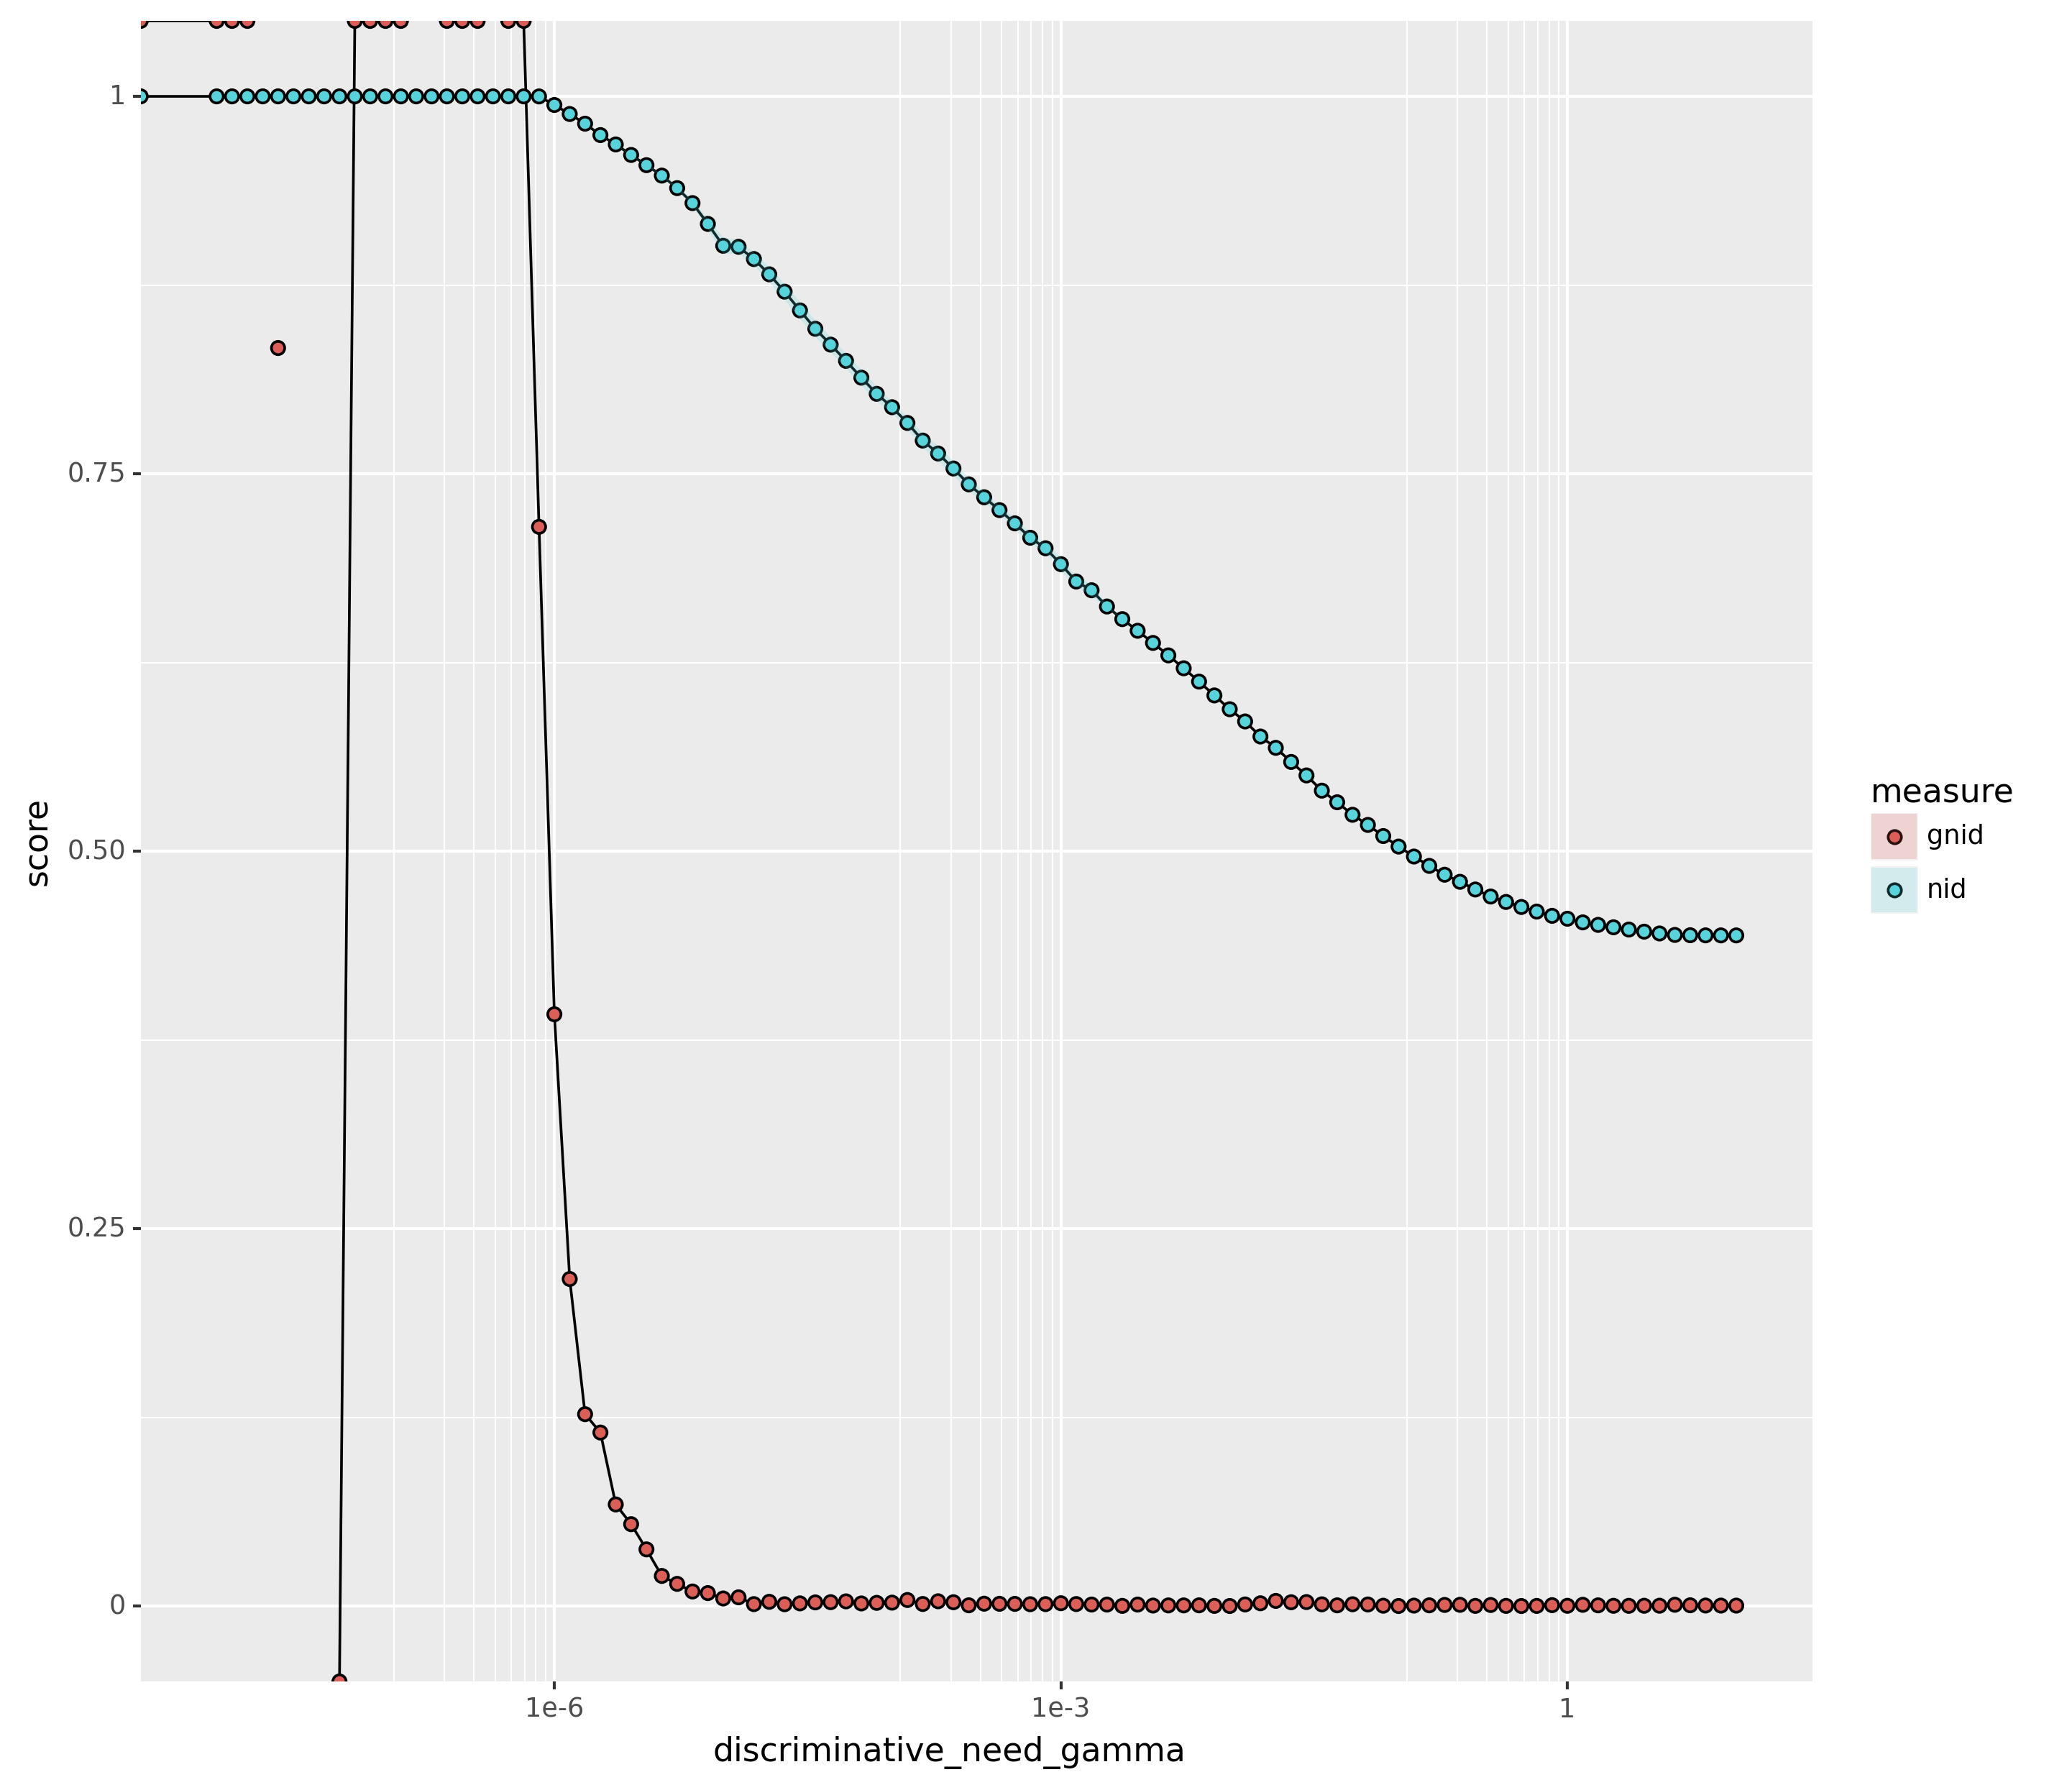 1
0.75
0.50
0.25
0
score
1e-6
1e-3
1
discriminative_need_gamma
measure
gnid
nid